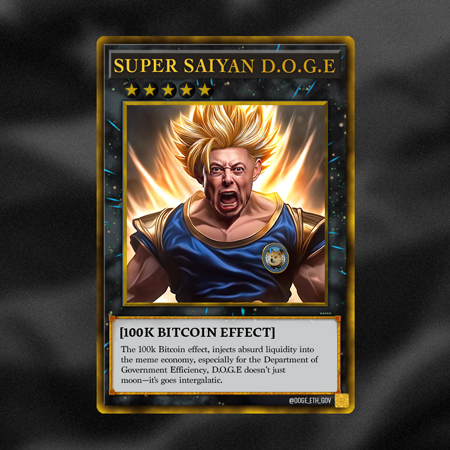 SUPER SAIYAN D.O.G.E
[100K BITCOIN EFFECT]
The 100k Bitcoin effect, injects absurd liquidity into
the meme economy, especially for the Department of
Government Efficiency, D.O.G.E doesn't just
moon—it's goes intergalatic.
@DOGE_ETH_GOV